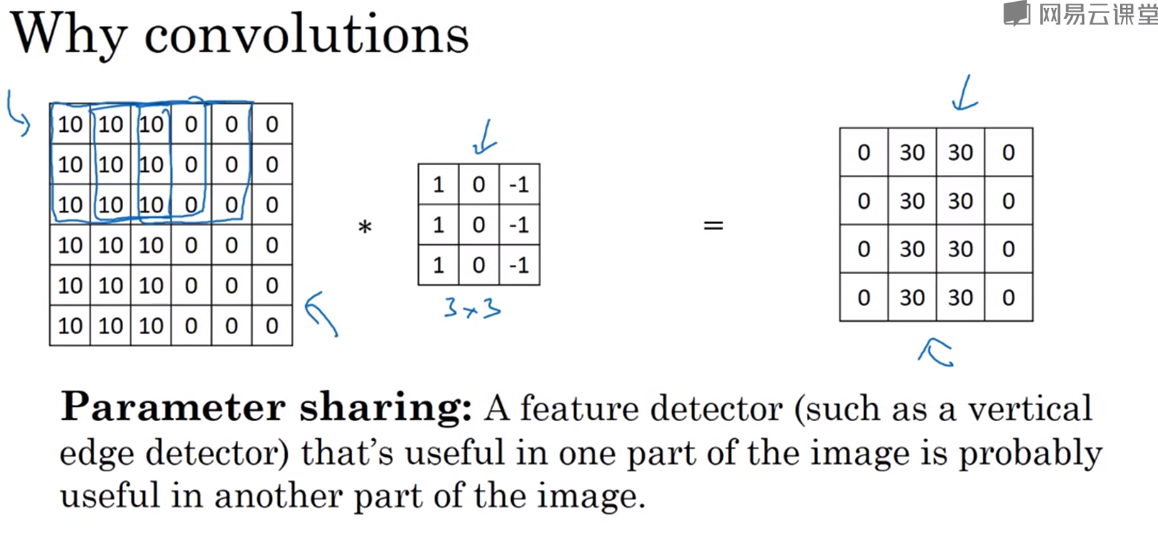 网易云课堂
Why convolutions
10 10 10 0 0 0
10 10 10 0 0 0
10 10 10 0 0 0
10 10 10 0 0 0
10 10 10 0 0 0
10 10 10 0 0 0
*
1 0 -1
1 0 -1
1 0 -1
3×3
=
0 30 30 0
0 30 30 0
0 30 30 0
0 30 30 0
Parameter sharing: A feature detector (such as a vertical
edge detector) that's useful in one part of the image is probably
useful in another part of the image.